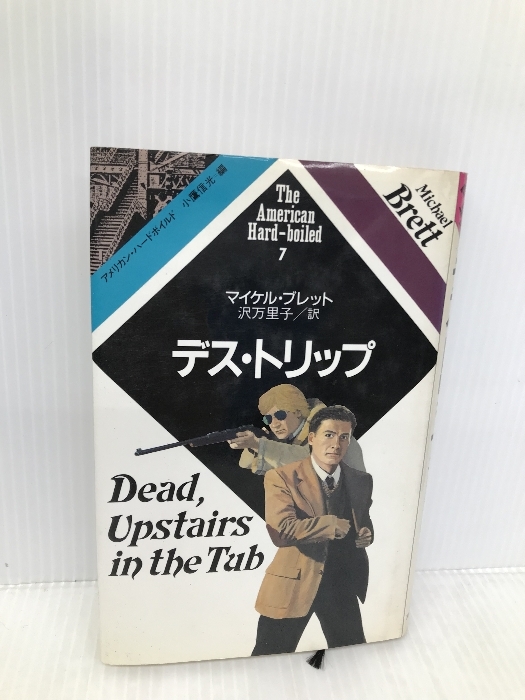 アメリカン・ハードボイルド 小鷹信光 編
The
American
Hard-boiled
7
Michael
Brett
マイケル・ブレット
沢万里子／訳
デス・トリップ
Dead,
Upstairs
in the Tub